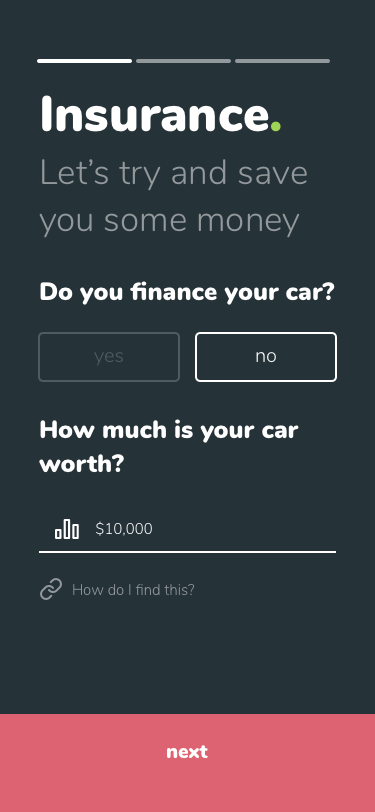 Insurance.
Let’s try and save
you some money
Do you finance your car?
yes
no
How much is your car
worth?
$10,000
How do I find this?
next